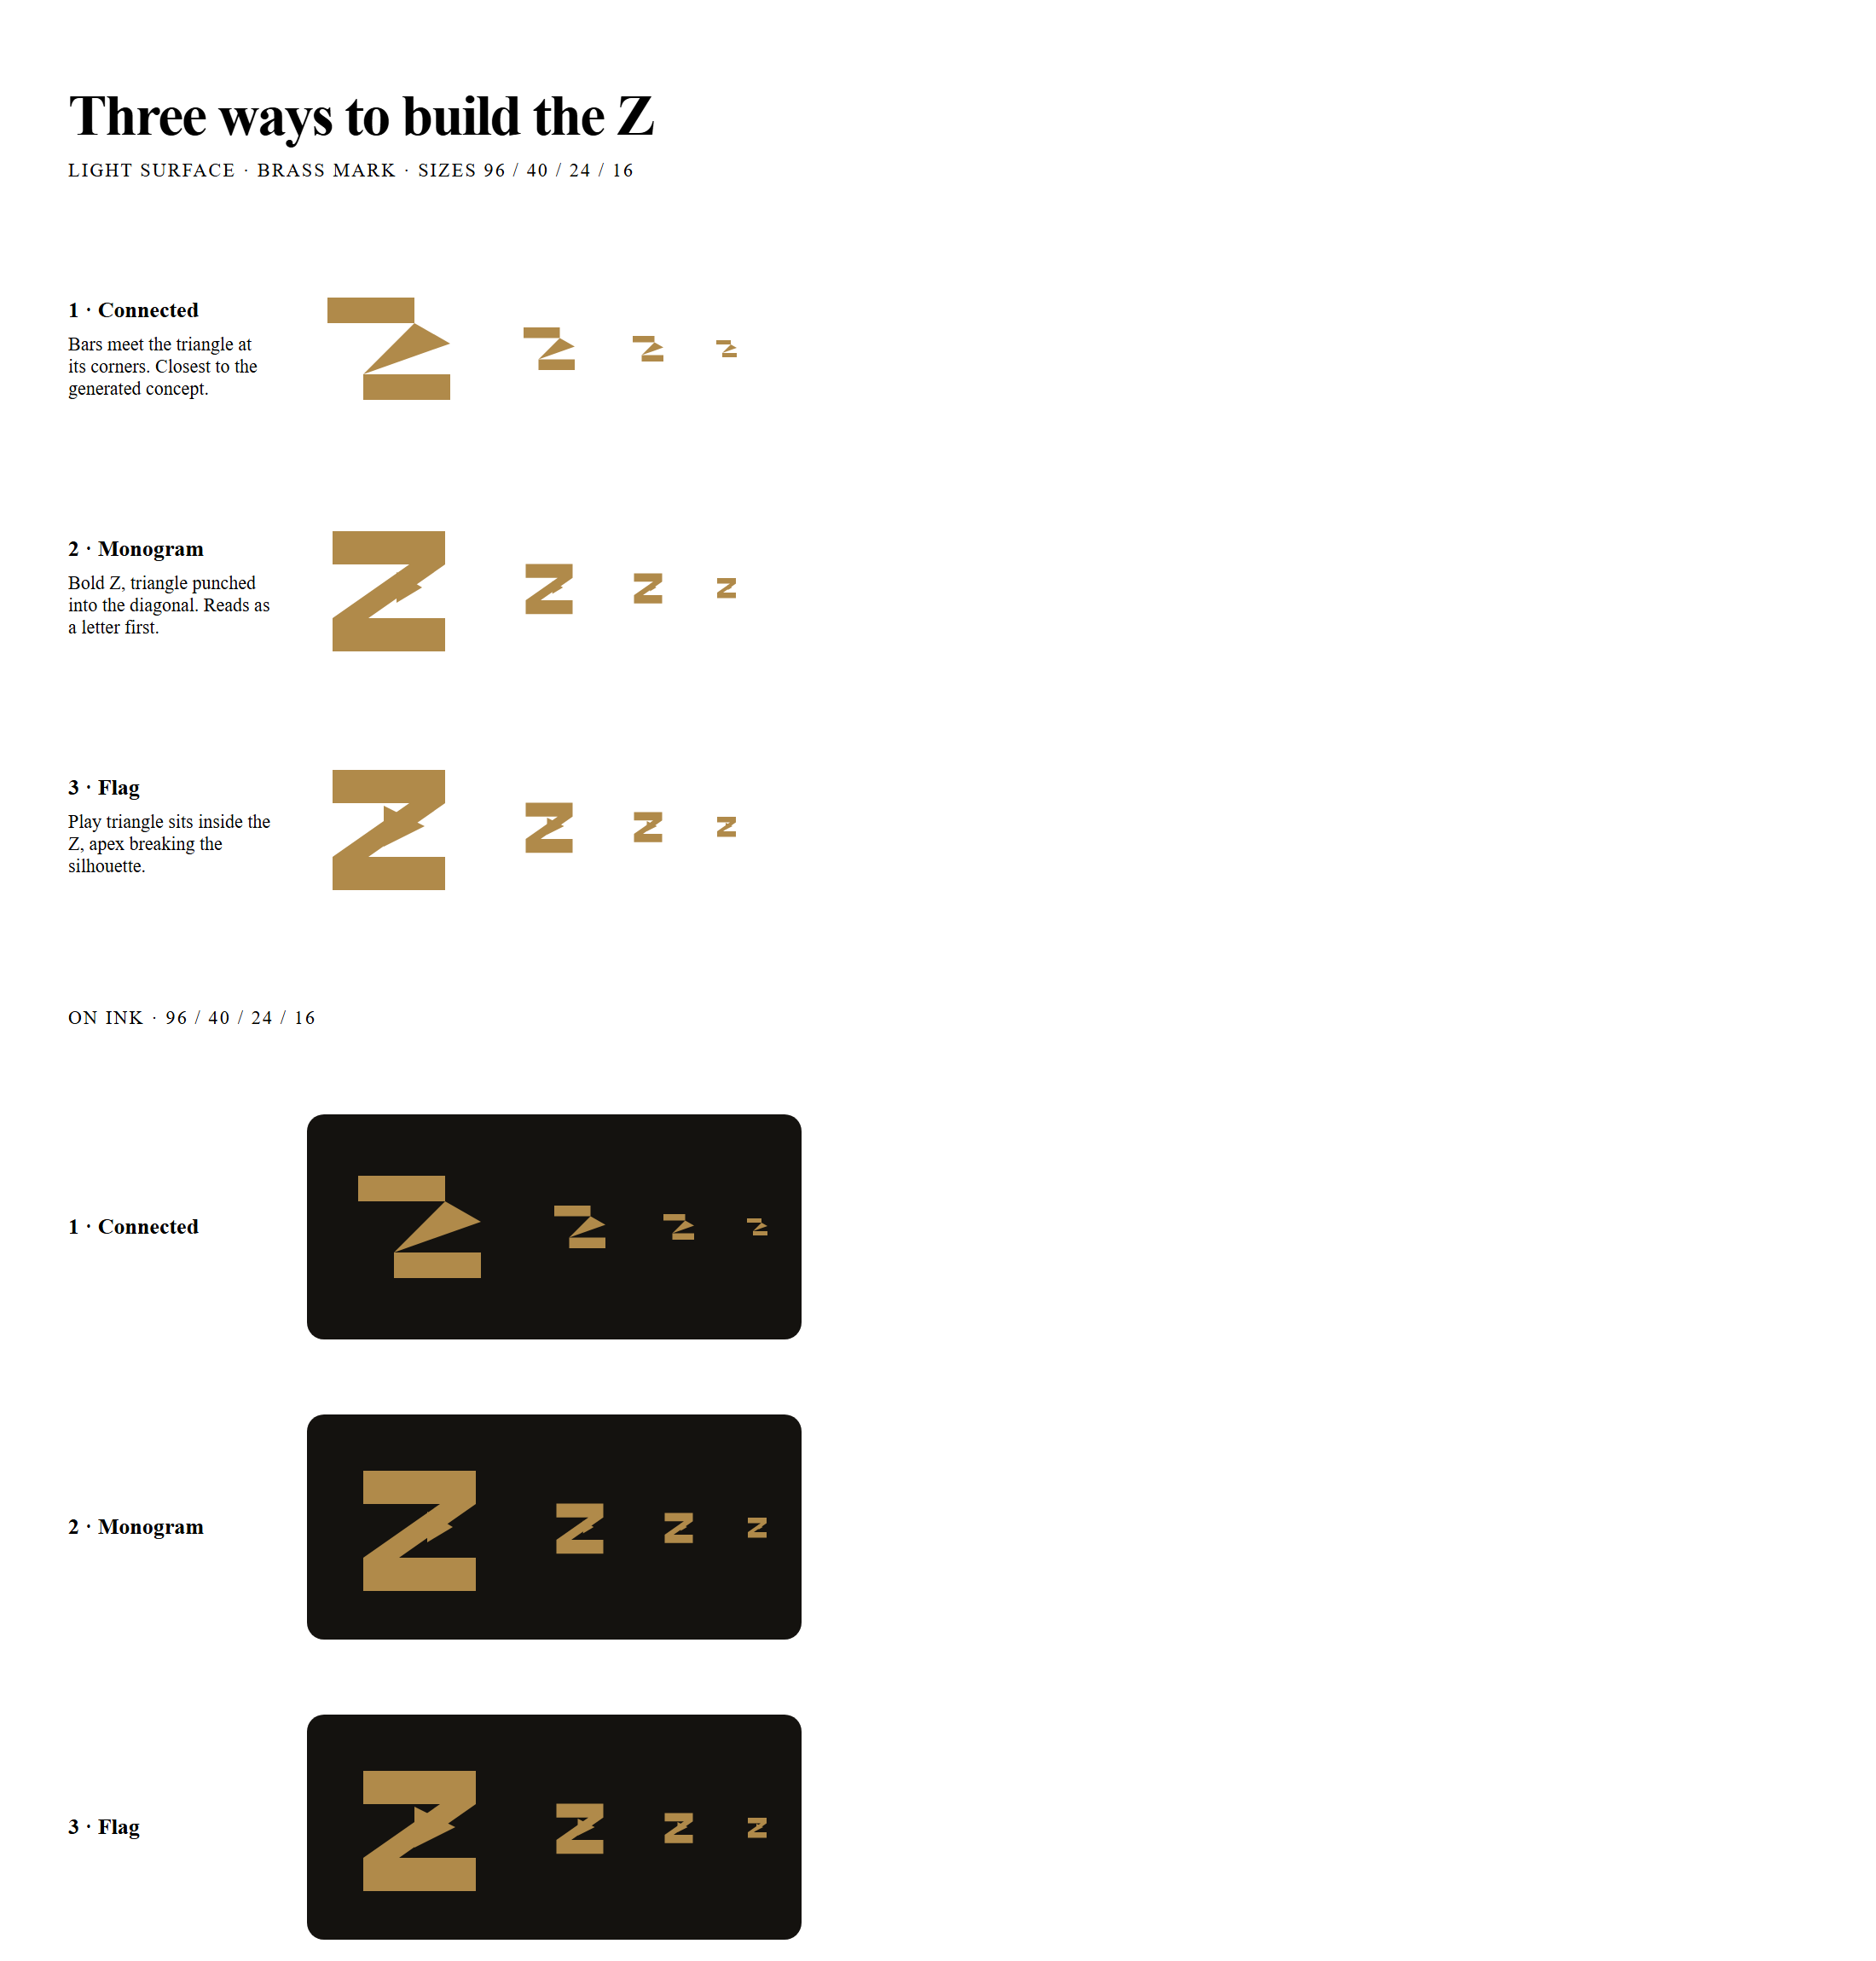 Three ways to build the Z
LIGHT SURFACE · BRASS MARK · SIZES 96 / 40 / 24 / 16
1 · Connected
Bars meet the triangle at
its corners. Closest to the
generated concept.
2 · Monogram
Bold Z, triangle punched
into the diagonal. Reads as
a letter first.
3 · Flag
Play triangle sits inside the
Z, apex breaking the
silhouette.
ON INK · 96 / 40 / 24 / 16
1 · Connected
2 · Monogram
3 · Flag